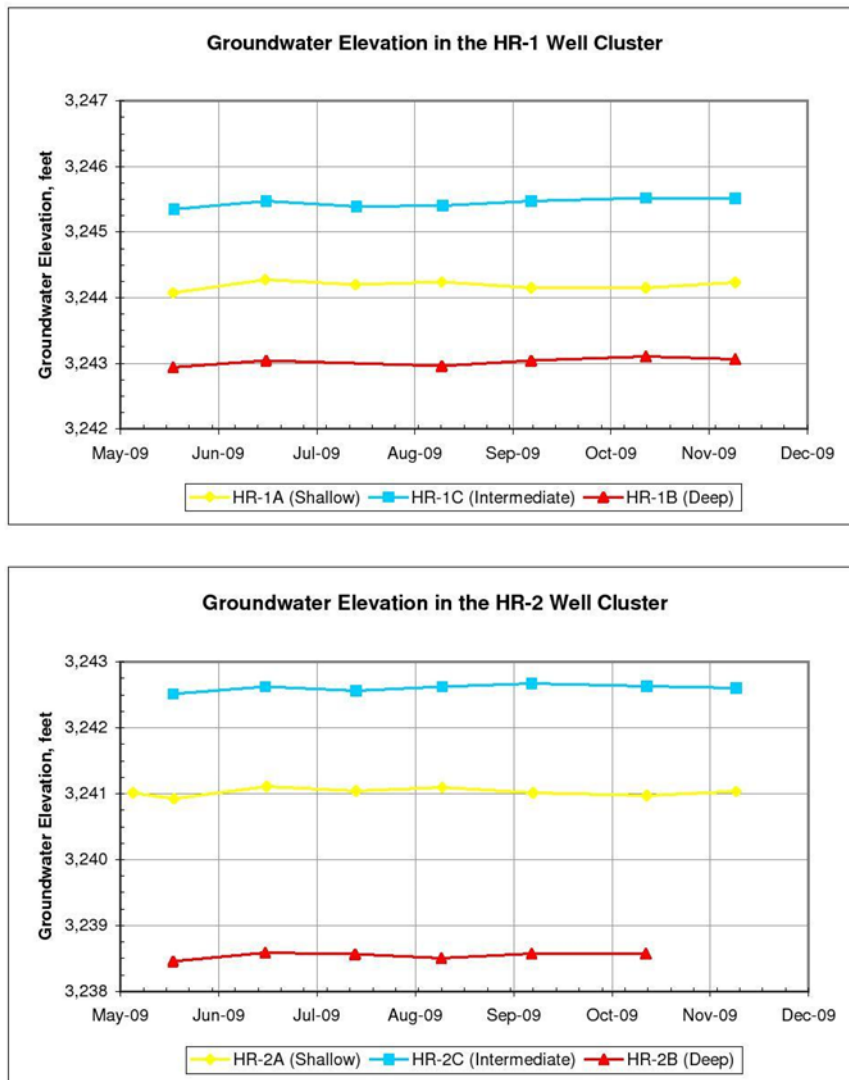 Groundwater Elevation in the HR-1 Well Cluster
Groundwater Elevation, feet
3,247
3,246
3,245
3,244
3,243
3,242
May-09 Jun-09 Jul-09 Aug-09 Sep-09 Oct-09 Nov-09 Dec-09
HR-1A (Shallow) HR-1C (Intermediate) HR-1B (Deep)
Groundwater Elevation in the HR-2 Well Cluster
Groundwater Elevation, feet
3,243
3,242
3,241
3,240
3,239
3,238
May-09 Jun-09 Jul-09 Aug-09 Sep-09 Oct-09 Nov-09 Dec-09
HR-2A (Shallow) HR-2C (Intermediate) HR-2B (Deep)